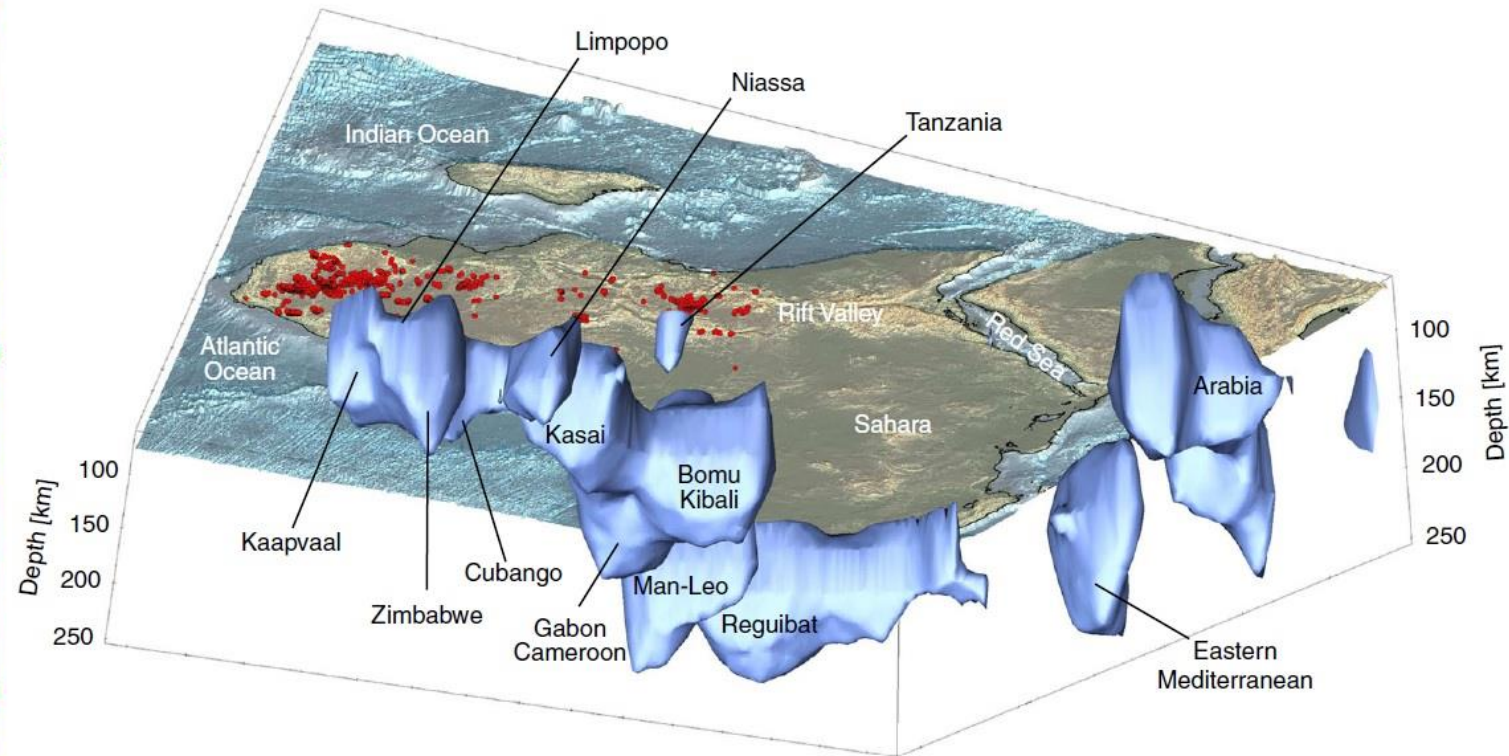 Limpopo
Niassa
Tanzania
Indian Ocean
Rift Valley
Red Sea
Atlantic
Ocean
Sahara
Arabia
Kasai
Bomu
Kibali
Man-Leo
Reguibat
Kaapvaal
Zimbabwe
Cubango
Gabon
Cameroon
Eastern
Mediterranean
Depth [km]
100
150
200
250
Depth [km]
100
150
200
250